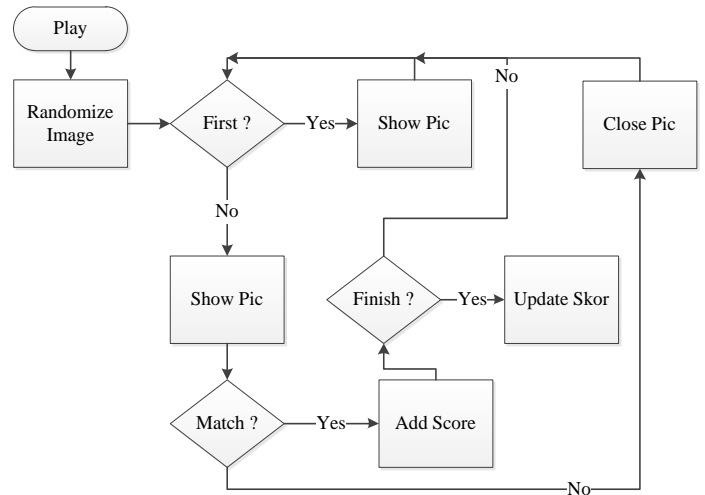 Play
Randomize
Image
First ?
Yes
Show Pic
No
Close Pic
No
Show Pic
Finish ?
Yes
Update Skor
Match ?
Yes
Add Score
No